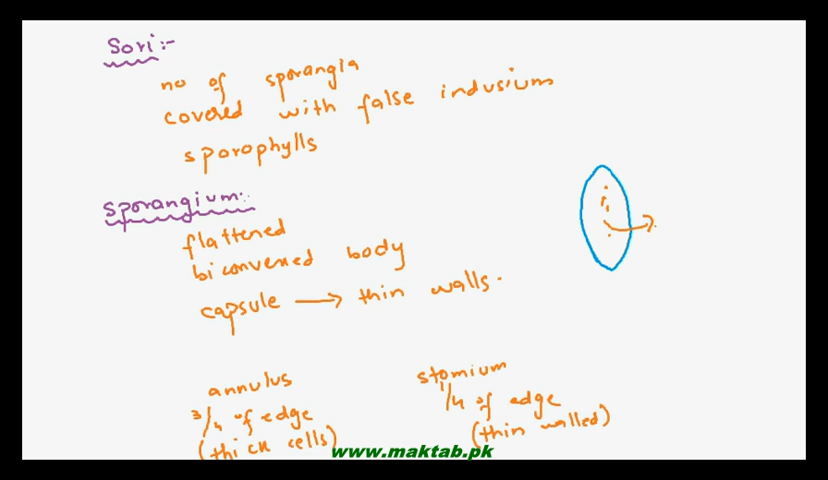 Sori:-
no of sporangia
covered with false indusium
sporophylls
sporangium:
flattened
biconvexed body
capsule → thin walls.
annulus
3/4 of edge
(thick cells)
stomium
1/4 of edge
(thin walled)
www.maktab.pk